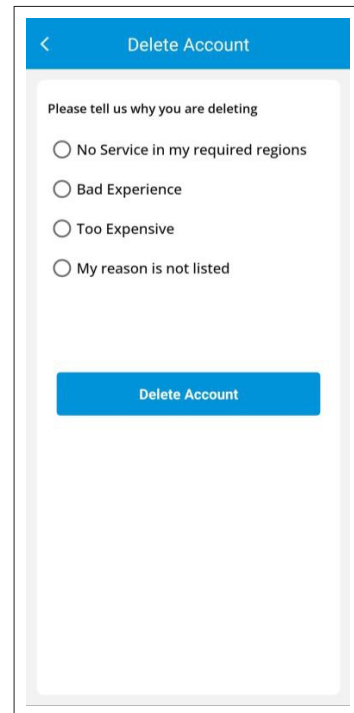 Delete Account
Please tell us why you are deleting
No Service in my required regions
Bad Experience
Too Expensive
My reason is not listed
Delete Account